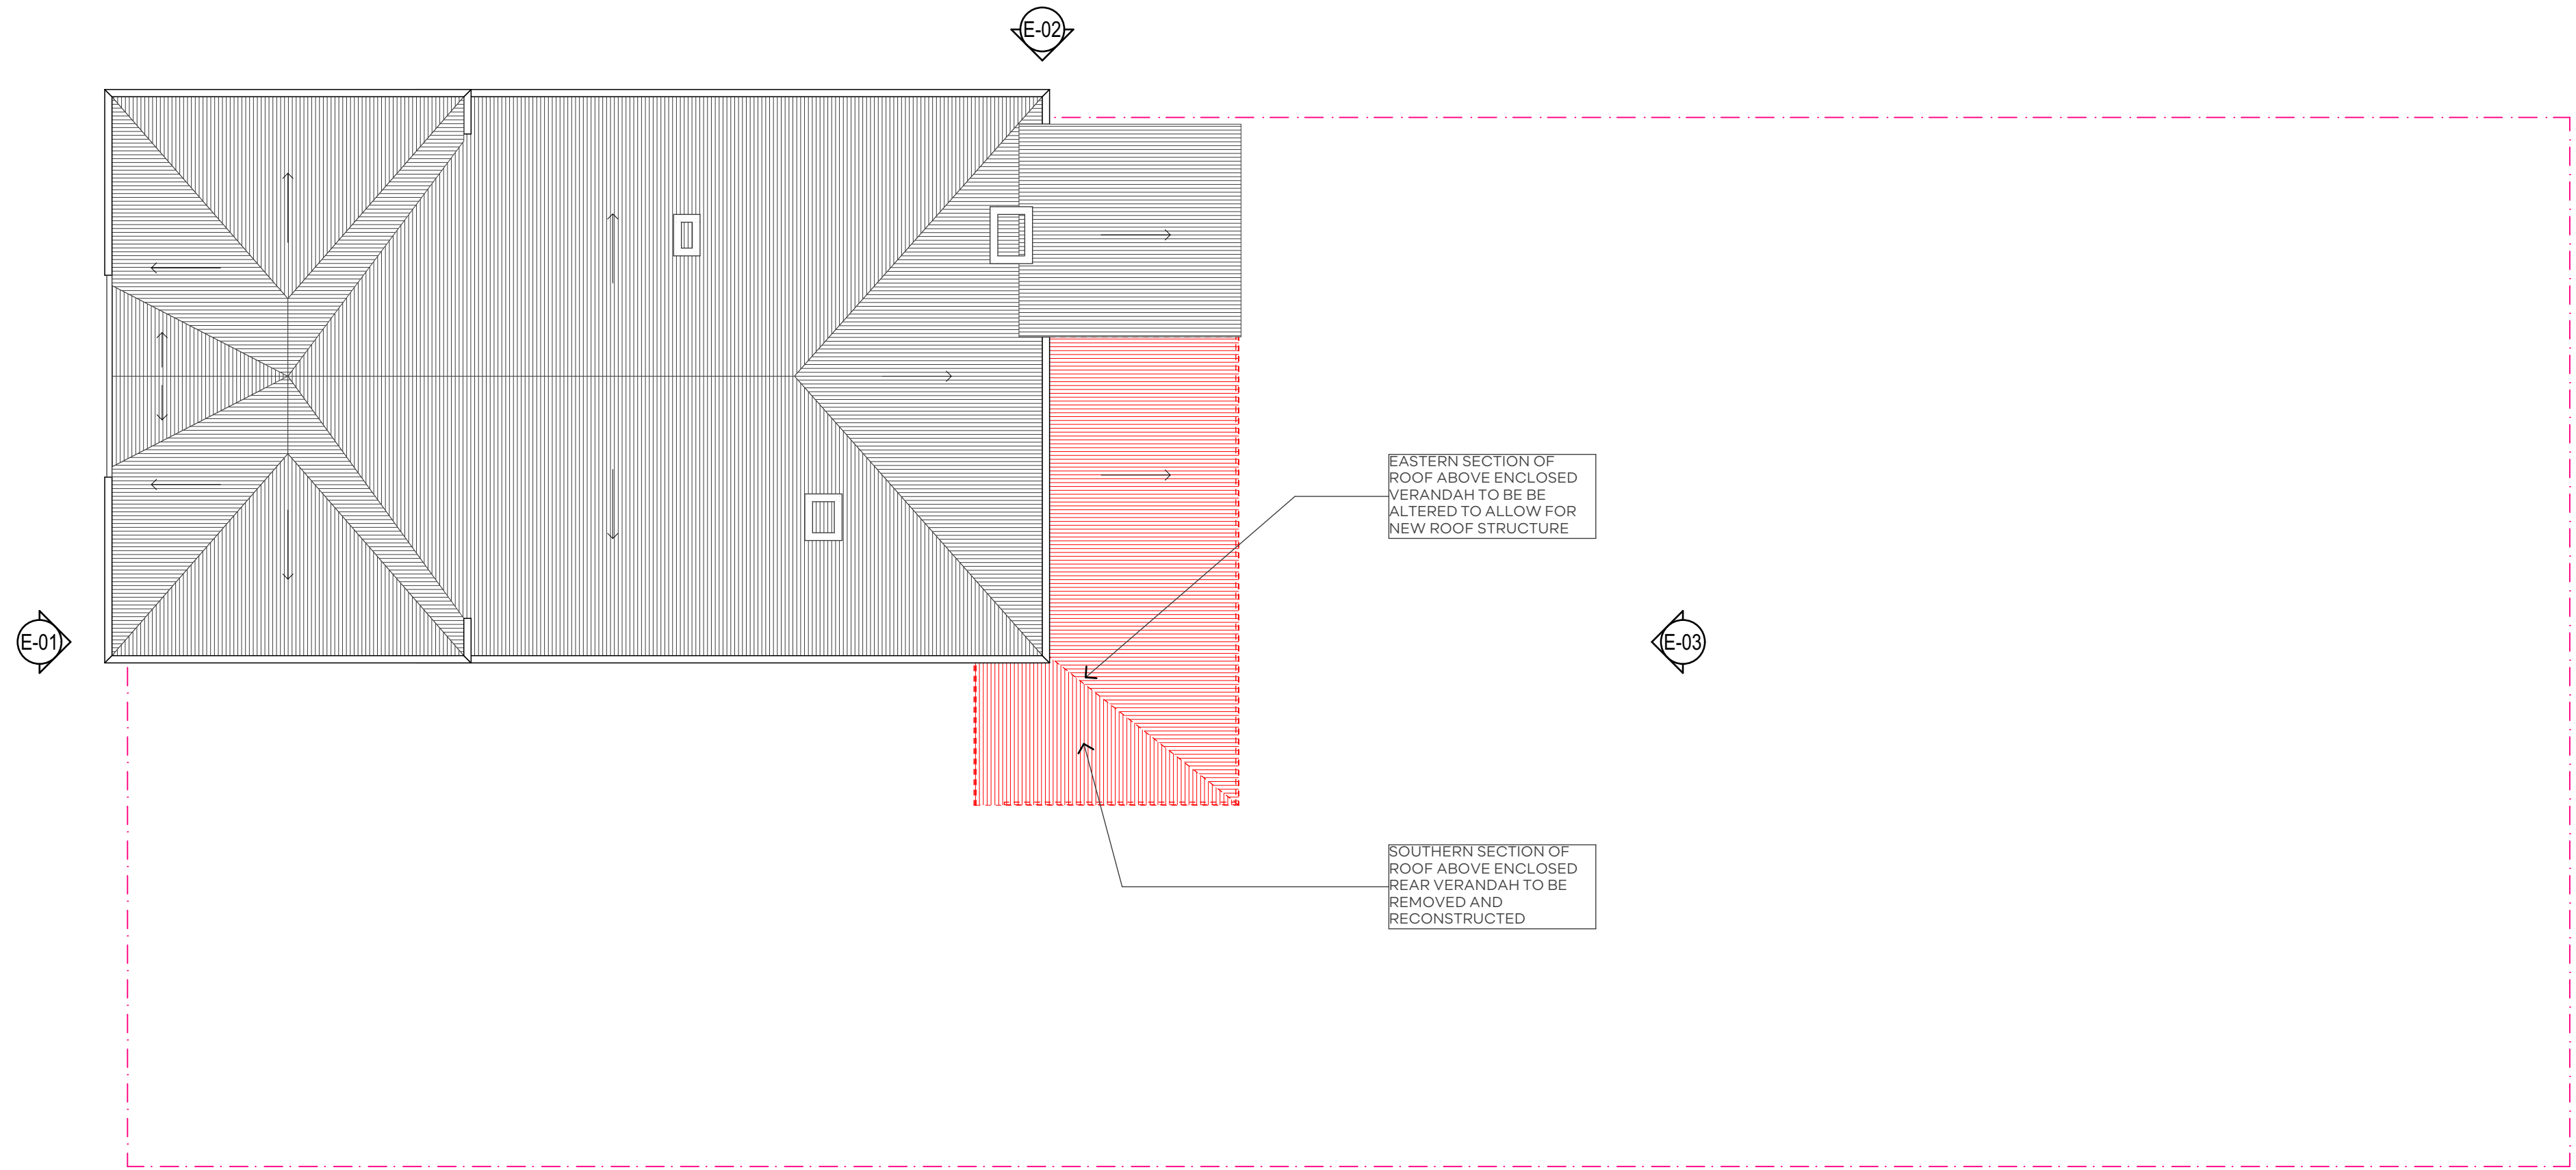 E-02
EASTERN SECTION OF
ROOF ABOVE ENCLOSED
VERANDAH TO BE BE
ALTERED TO ALLOW FOR
NEW ROOF STRUCTURE
E-01
E-03
SOUTHERN SECTION OF
ROOF ABOVE ENCLOSED
REAR VERANDAH TO BE
REMOVED AND
RECONSTRUCTED